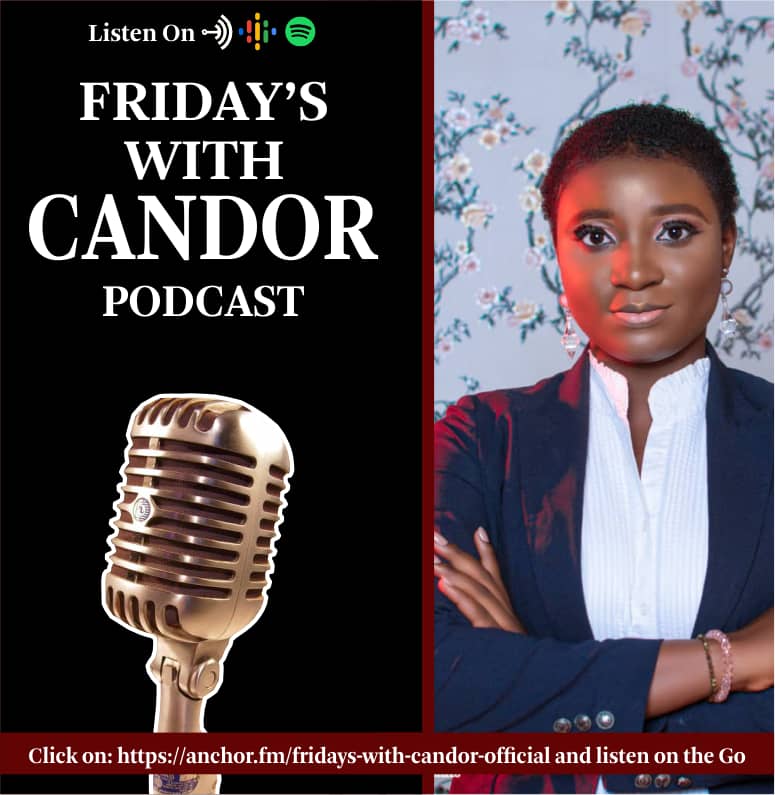 Listen On
FRIDAY’S
WITH
CANDOR
PODCAST
Click on: https://anchor.fm/fridays-with-candor-official and listen on the Go